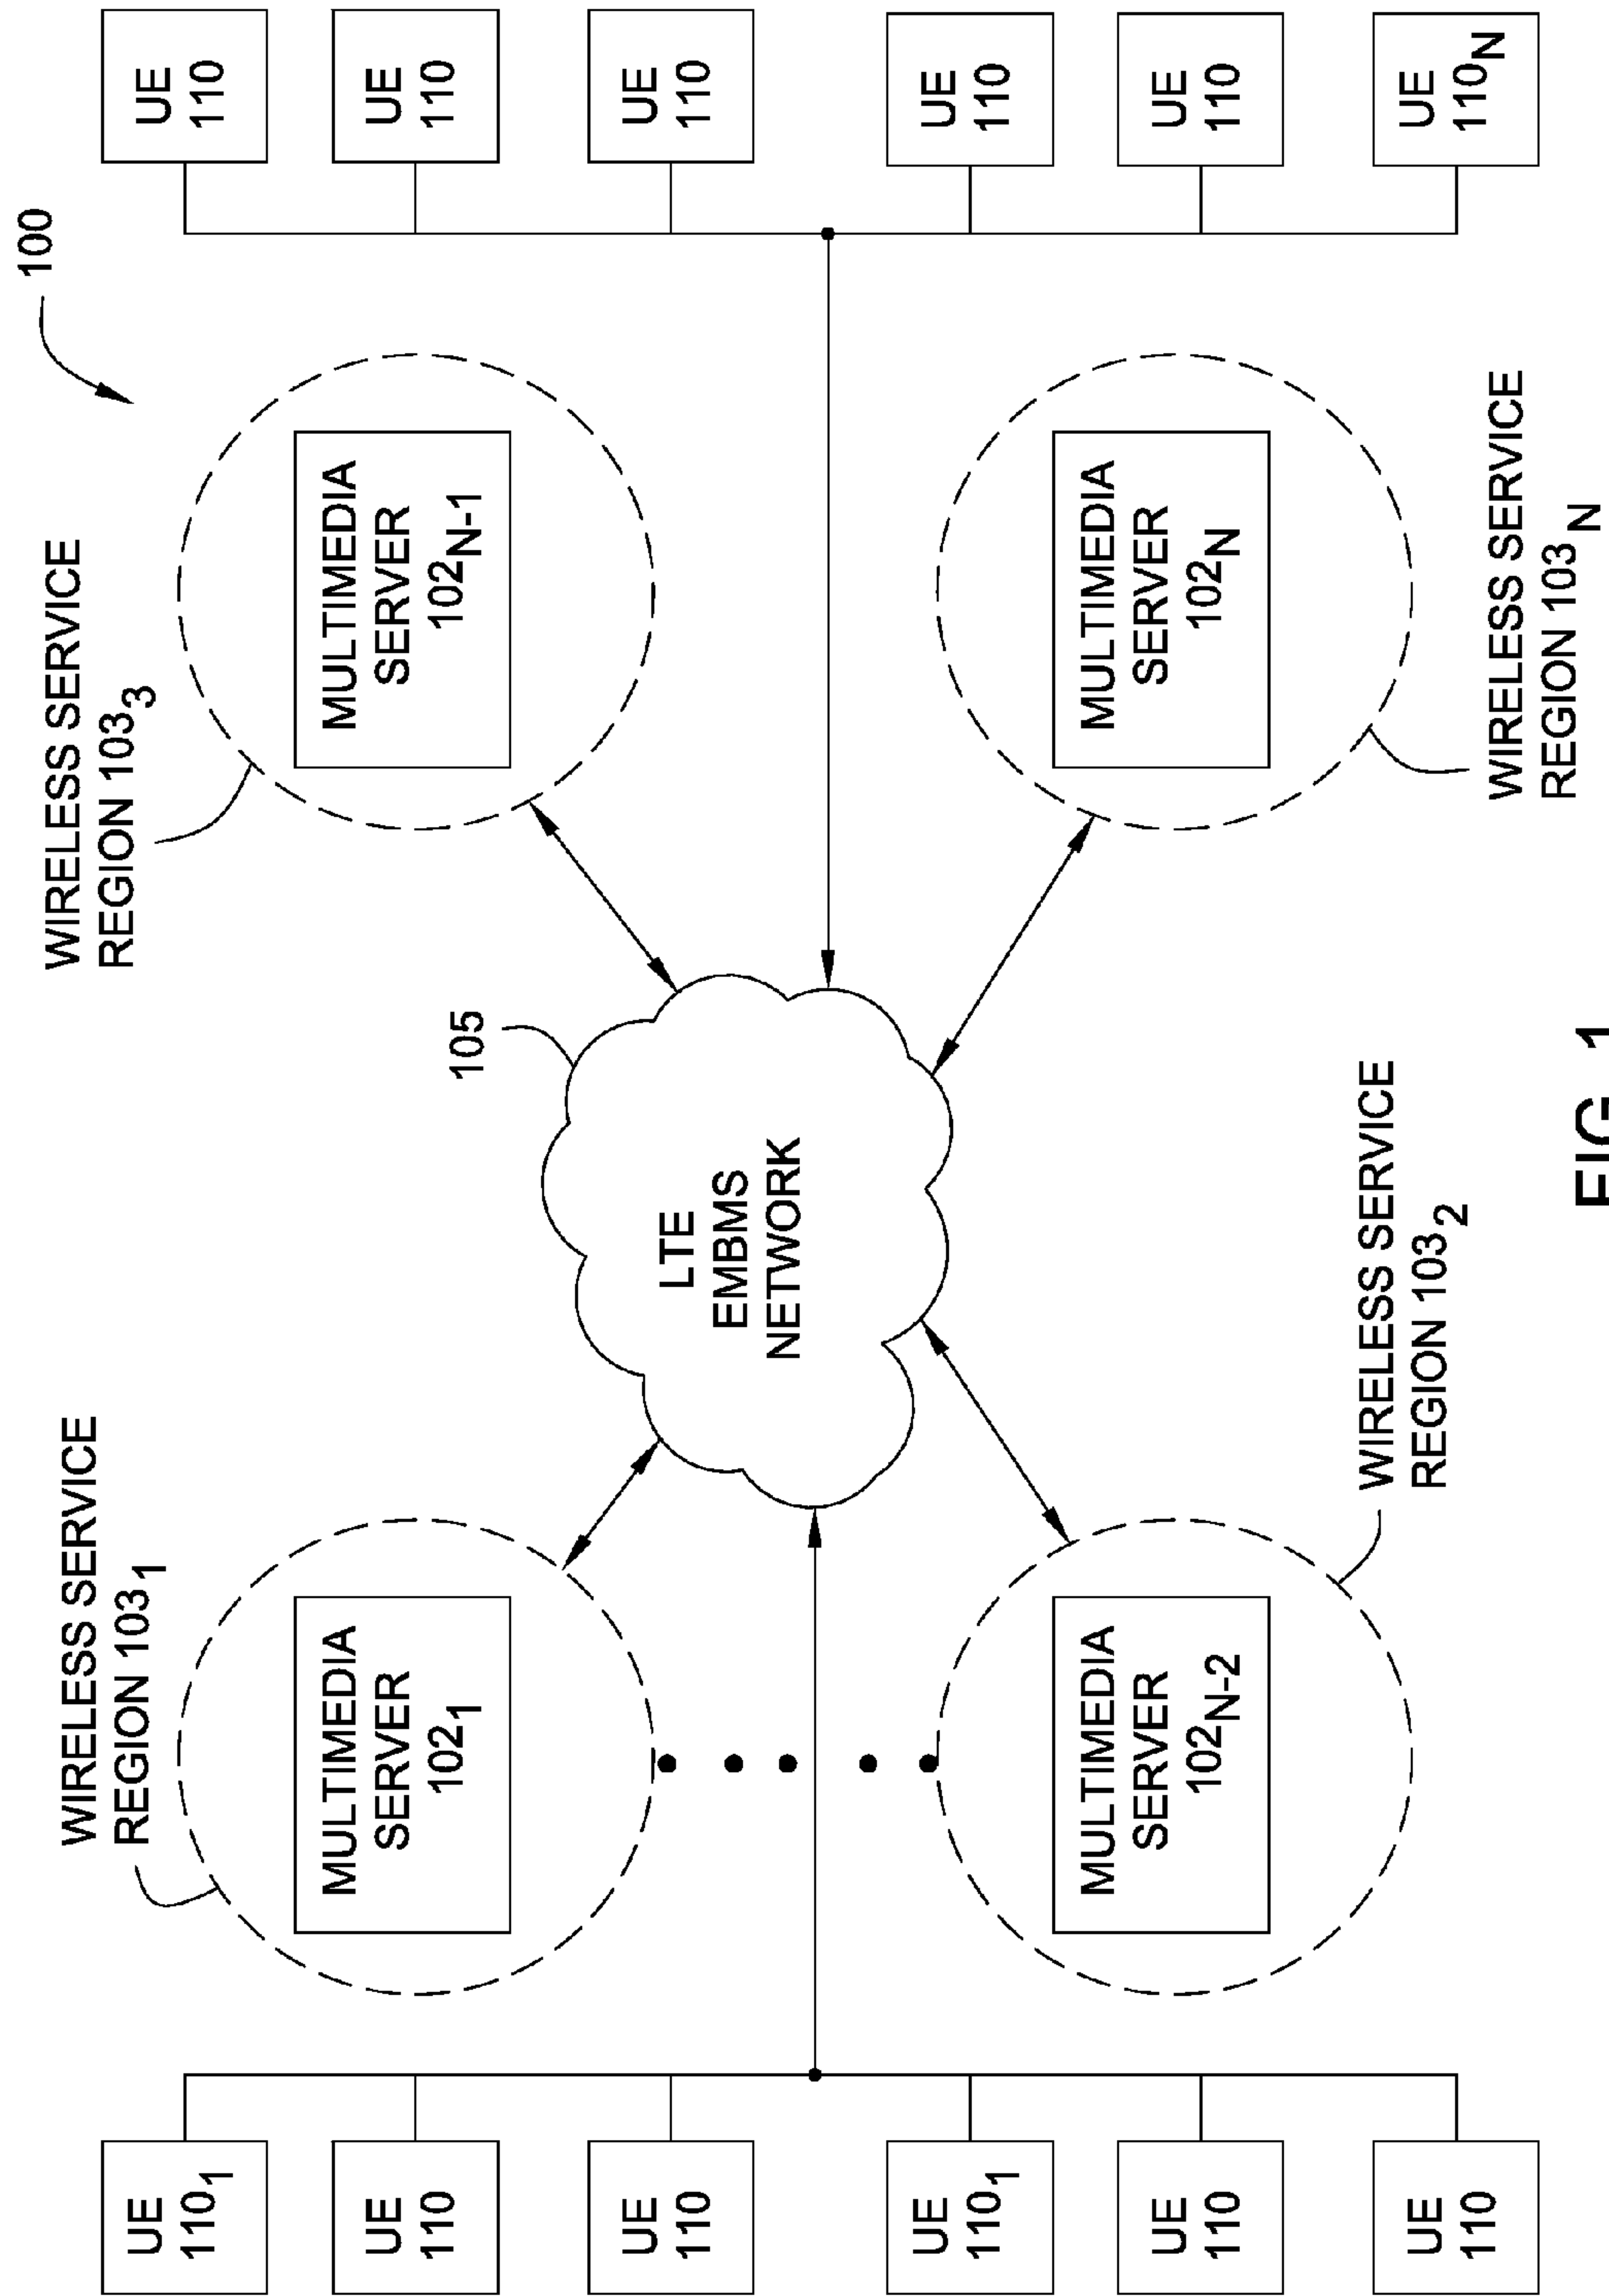 100
WIRELESS SERVICE
REGION 103₁
WIRELESS SERVICE
REGION 103₃
UE
110₁
UE
110
UE
110
UE
110₁
UE
110
UE
110
MULTIMEDIA
SERVER
102₁
MULTIMEDIA
SERVER
102N-2
105
LTE
EMBMS
NETWORK
MULTIMEDIA
SERVER
102N-1
MULTIMEDIA
SERVER
102N
UE
110
UE
110
UE
110
UE
110
UE
110
UE
110N
WIRELESS SERVICE
REGION 103₂
WIRELESS SERVICE
REGION 103N
FIG. 1